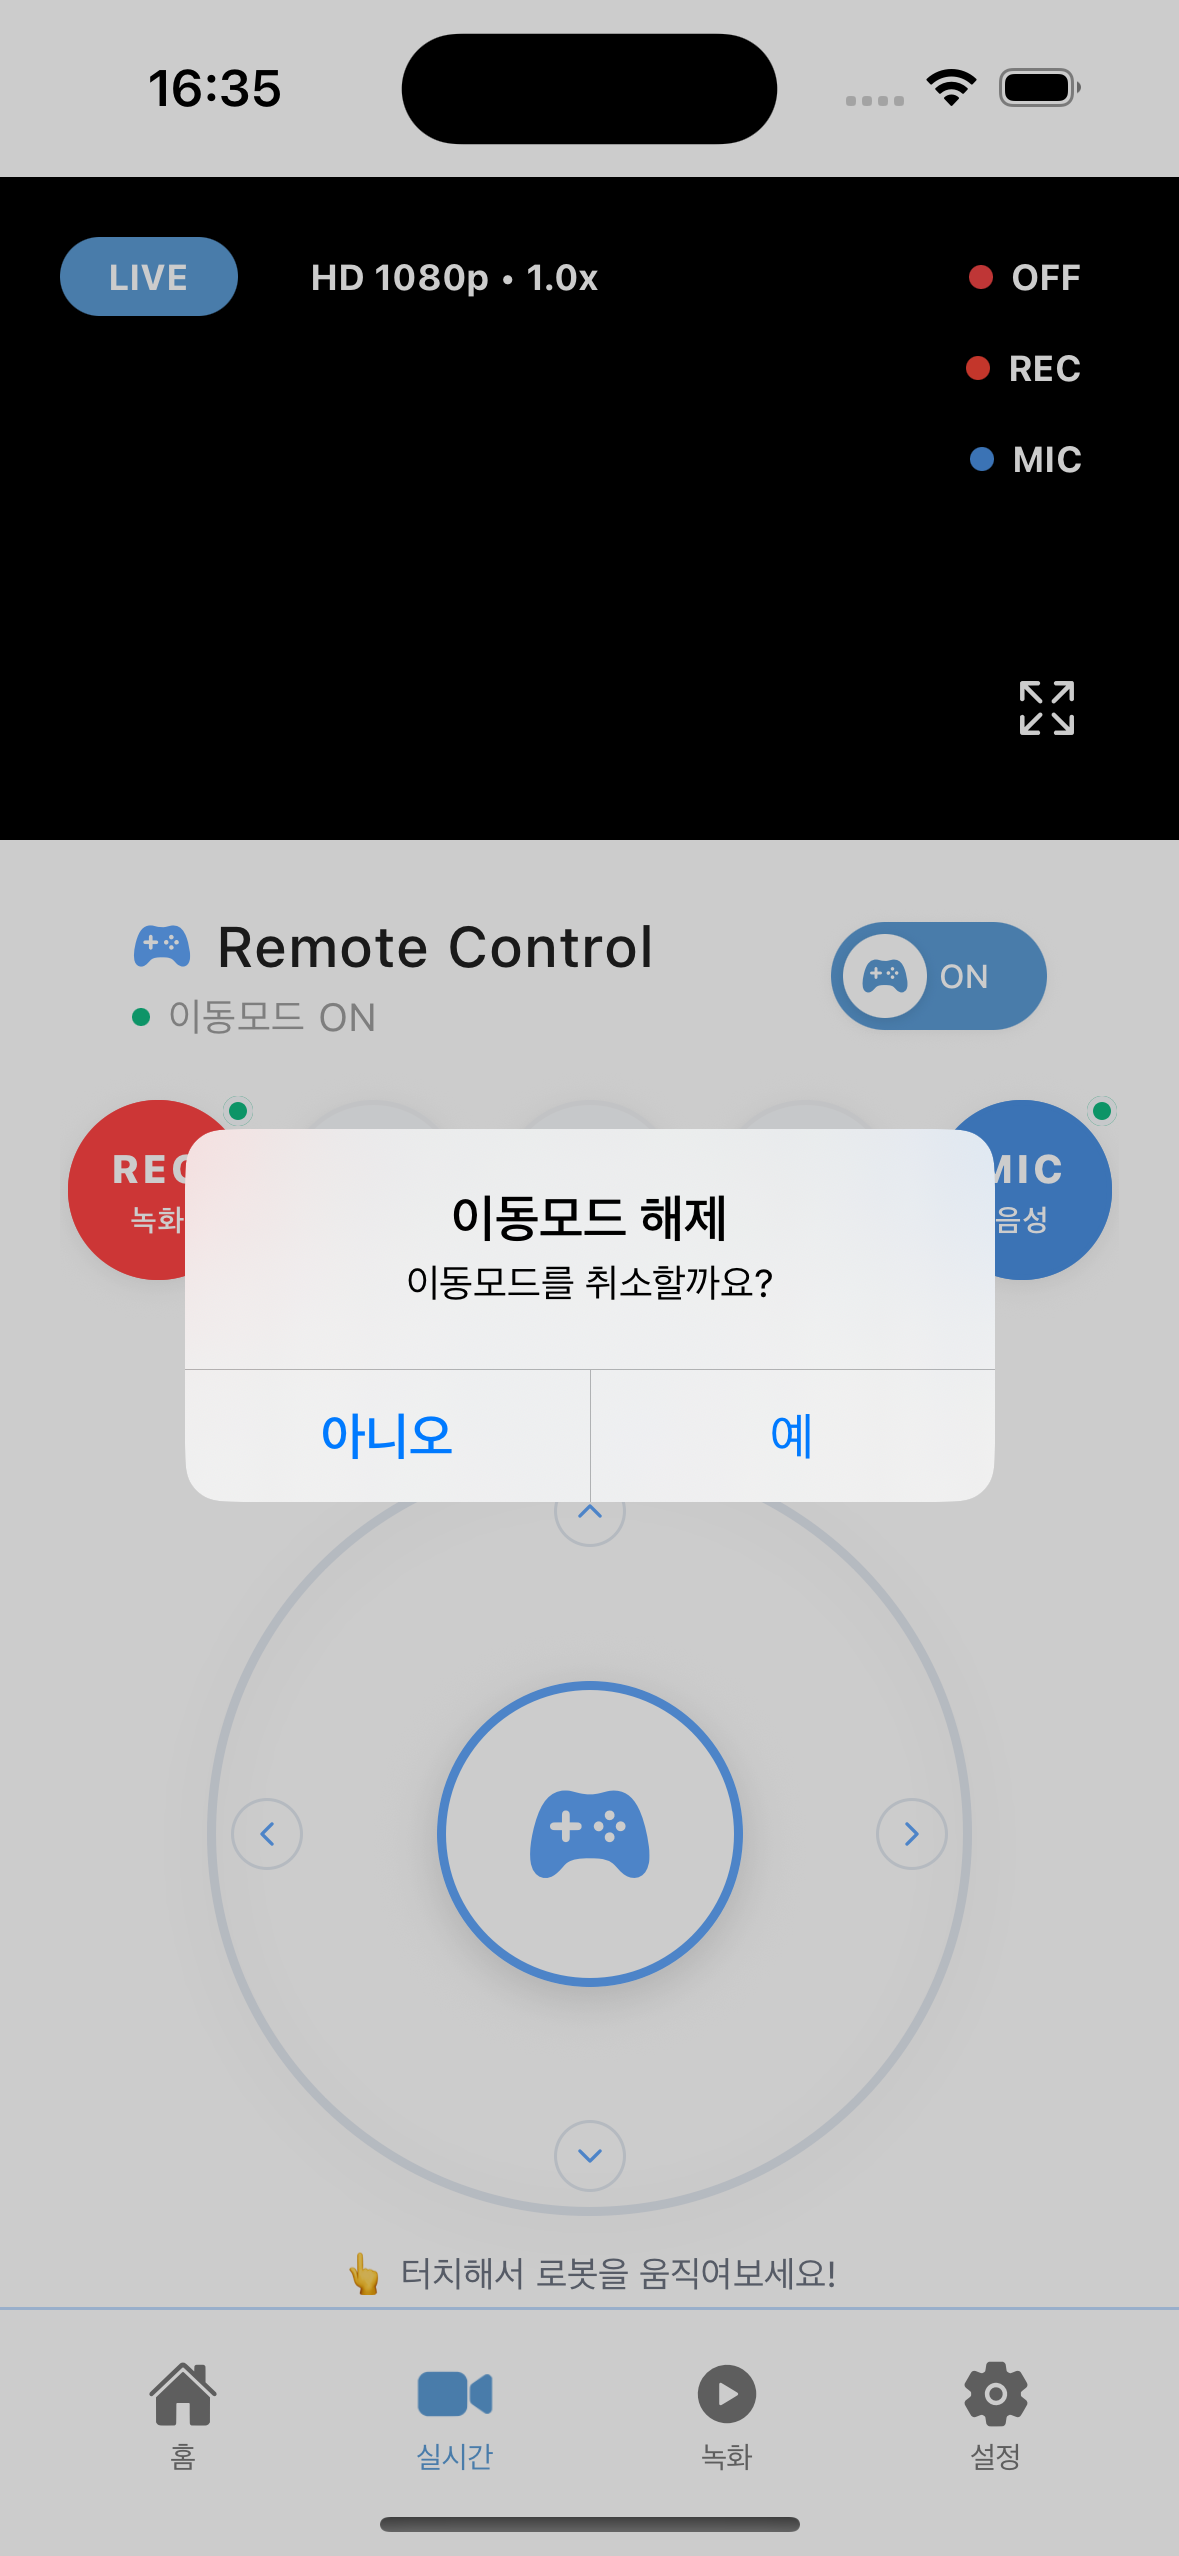 16:35
LIVE
HD 1080p • 1.0x
OFF
REC
MIC
Remote Control
이동모드 ON
ON
REC
녹화
MIC
음성
이동모드 해제
이동모드를 취소할까요?
아니오
예
👆 터치해서 로봇을 움직여보세요!
홈
실시간
녹화
설정